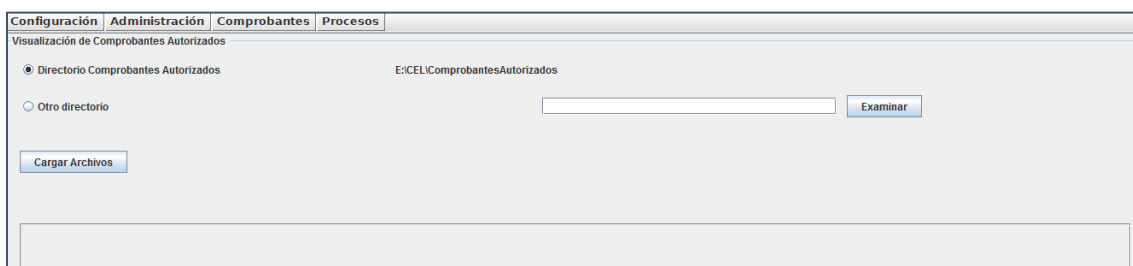 Configuración Administración Comprobantes Procesos
Visualización de Comprobantes Autorizados
Directorio Comprobantes Autorizados E:\CEL\ComprobantesAutorizados
Otro directorio Examinar
Cargar Archivos